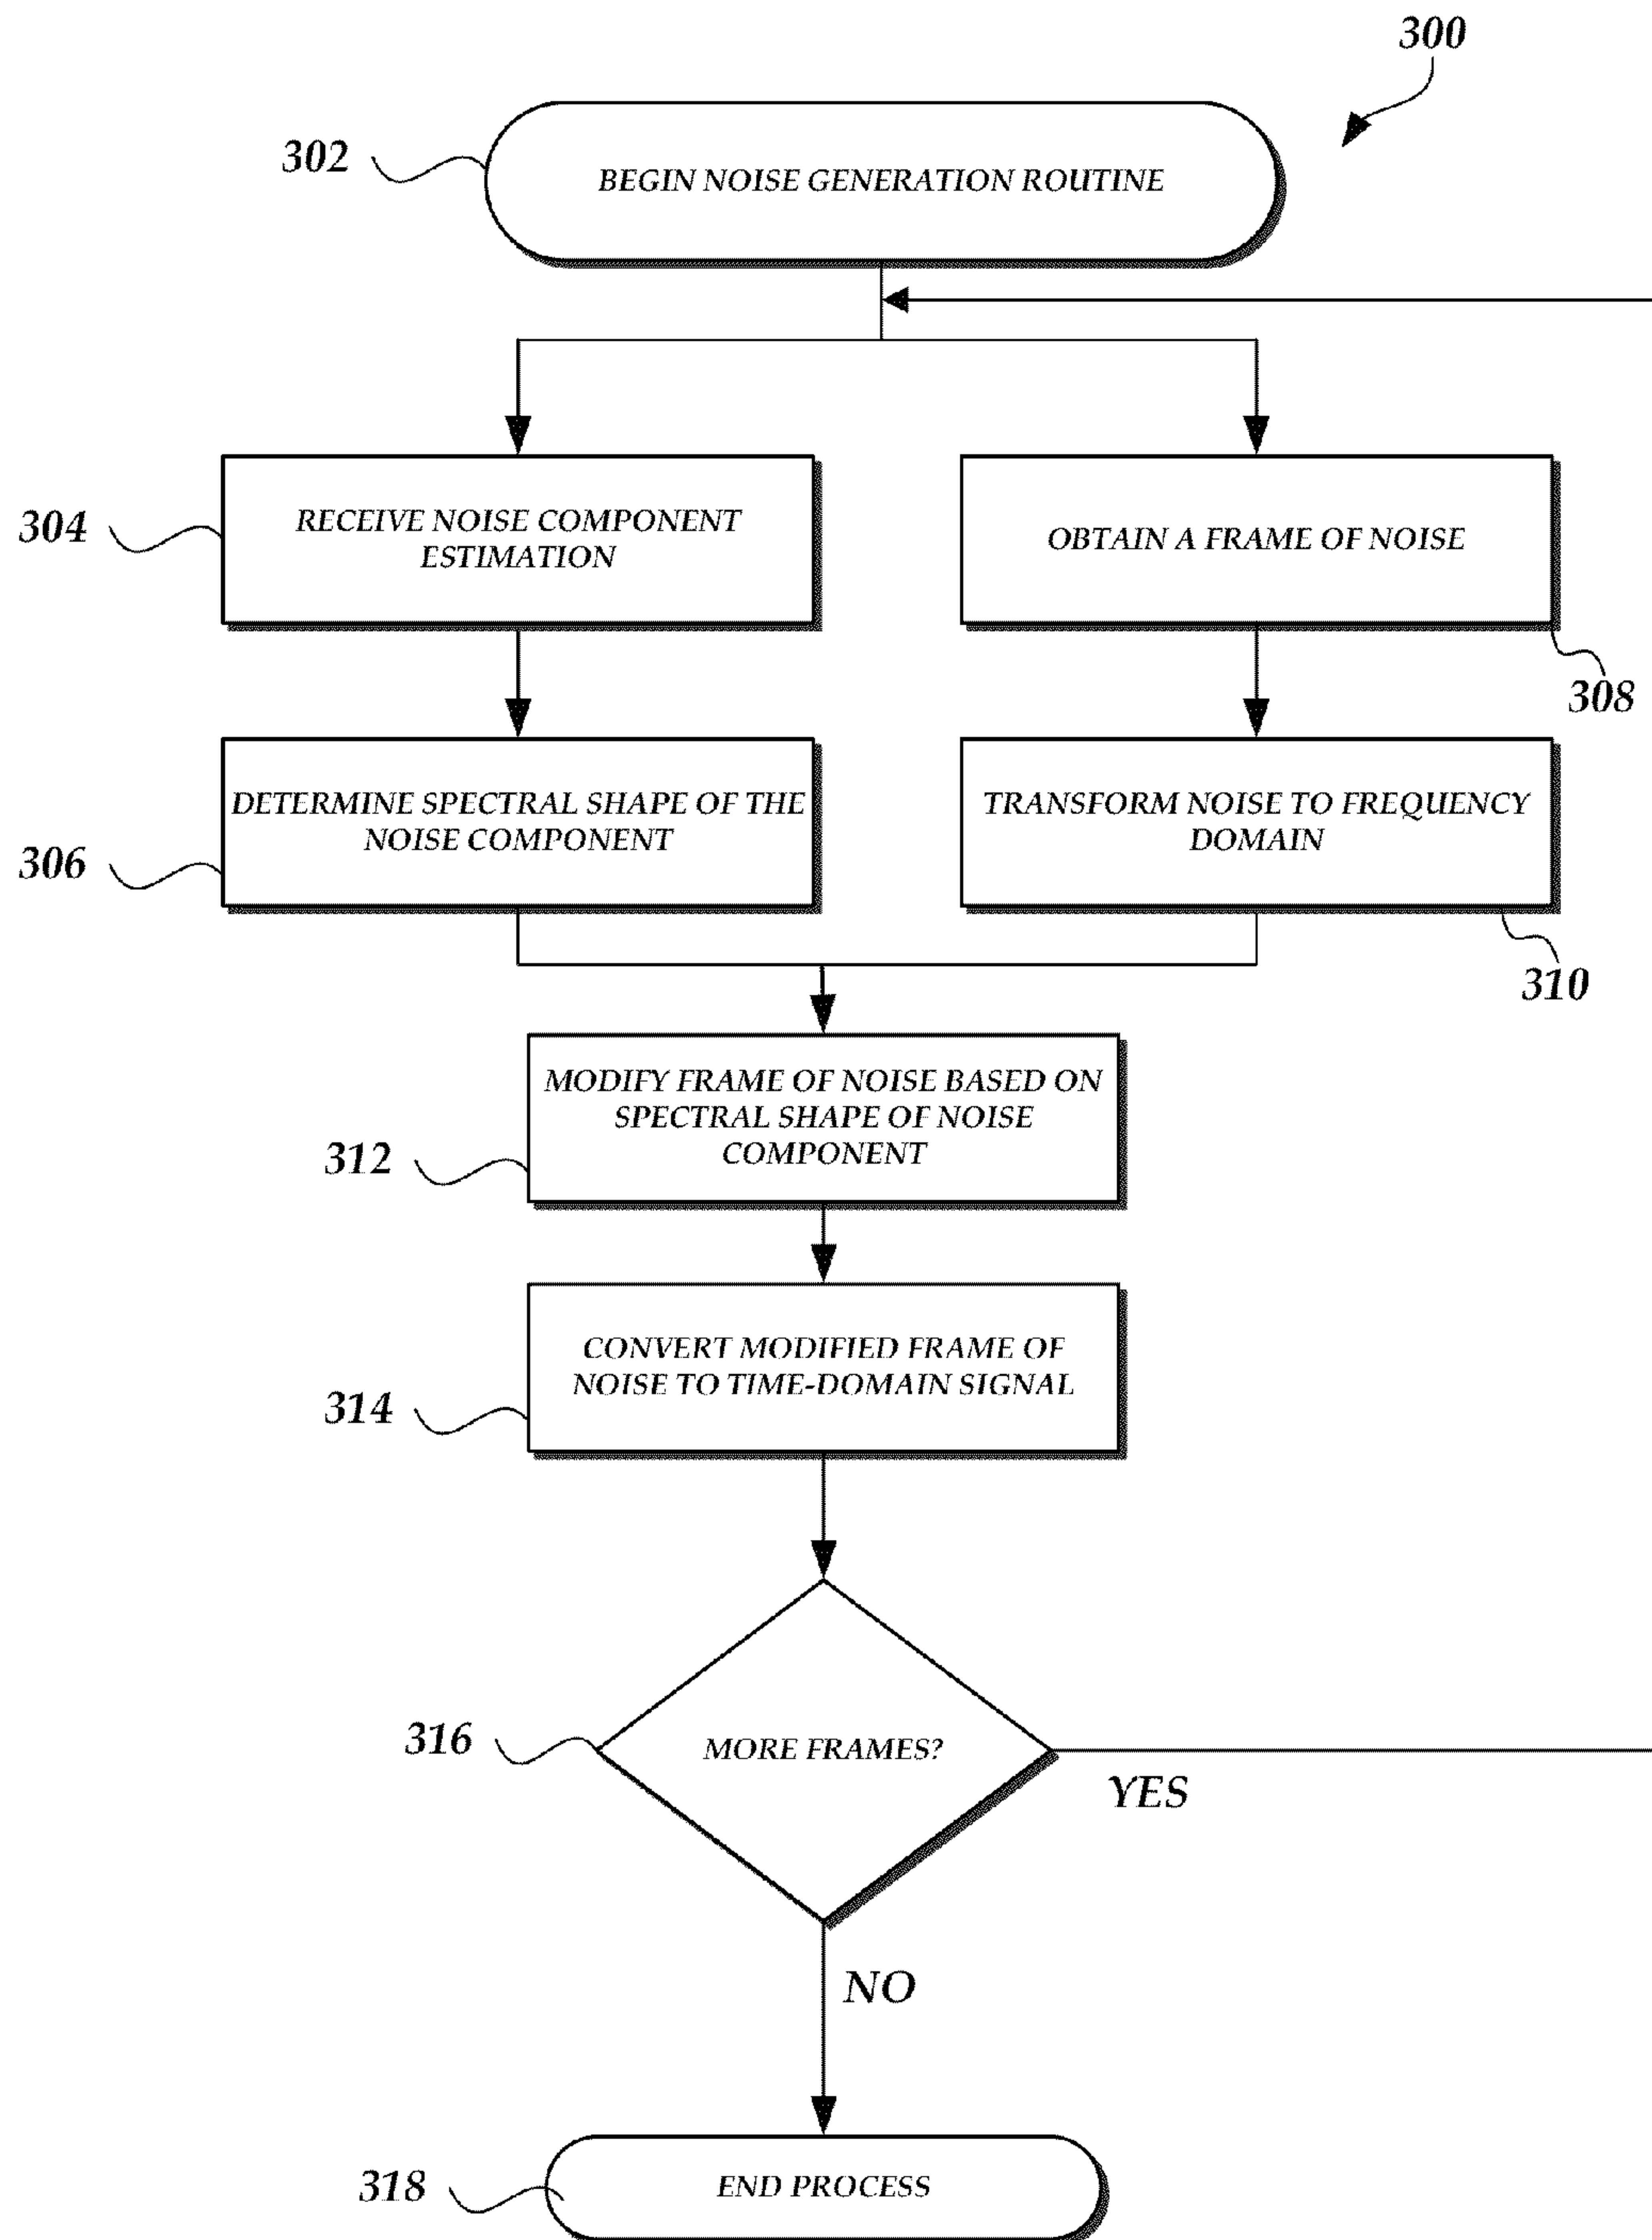 300
302
BEGIN NOISE GENERATION ROUTINE
304
RECEIVE NOISE COMPONENT
ESTIMATION
OBTAIN A FRAME OF NOISE
308
306
DETERMINE SPECTRAL SHAPE OF THE
NOISE COMPONENT
TRANSFORM NOISE TO FREQUENCY
DOMAIN
310
312
MODIFY FRAME OF NOISE BASED ON
SPECTRAL SHAPE OF NOISE
COMPONENT
314
CONVERT MODIFIED FRAME OF
NOISE TO TIME-DOMAIN SIGNAL
316
MORE FRAMES?
YES
NO
318
END PROCESS